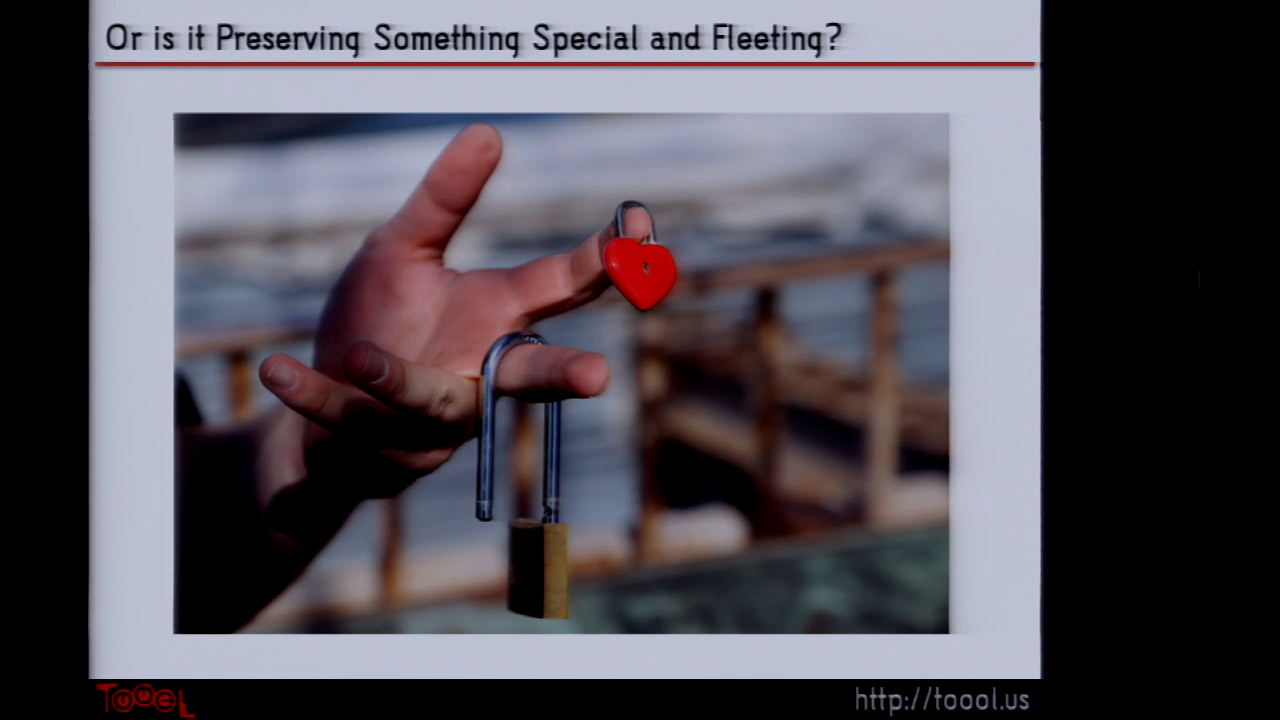 Or is it Preserving Something Special and Fleeting?
TOOOL
http://toool.us